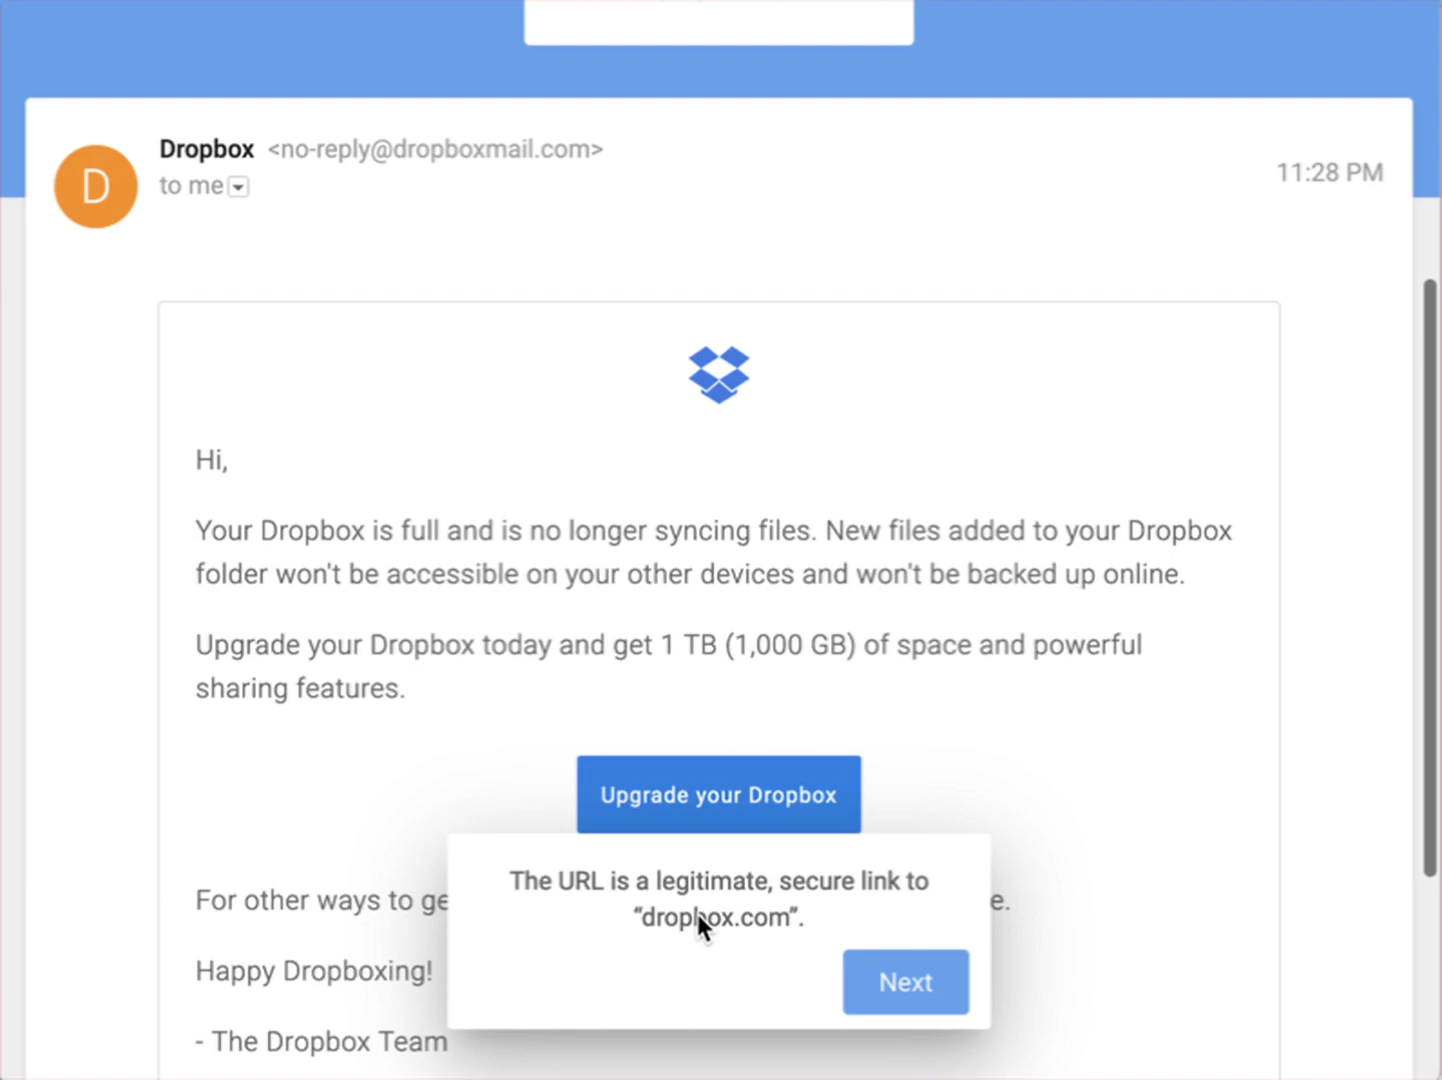 Dropbox <no-reply@dropboxmail.com>
to me
11:28 PM
D
Hi,
Your Dropbox is full and is no longer syncing files. New files added to your Dropbox
folder won't be accessible on your other devices and won't be backed up online.
Upgrade your Dropbox today and get 1 TB (1,000 GB) of space and powerful
sharing features.
Upgrade your Dropbox
The URL is a legitimate, secure link to
“dropbox.com”.
Next
For other ways to
Happy Dropboxing!
- The Dropbox Team